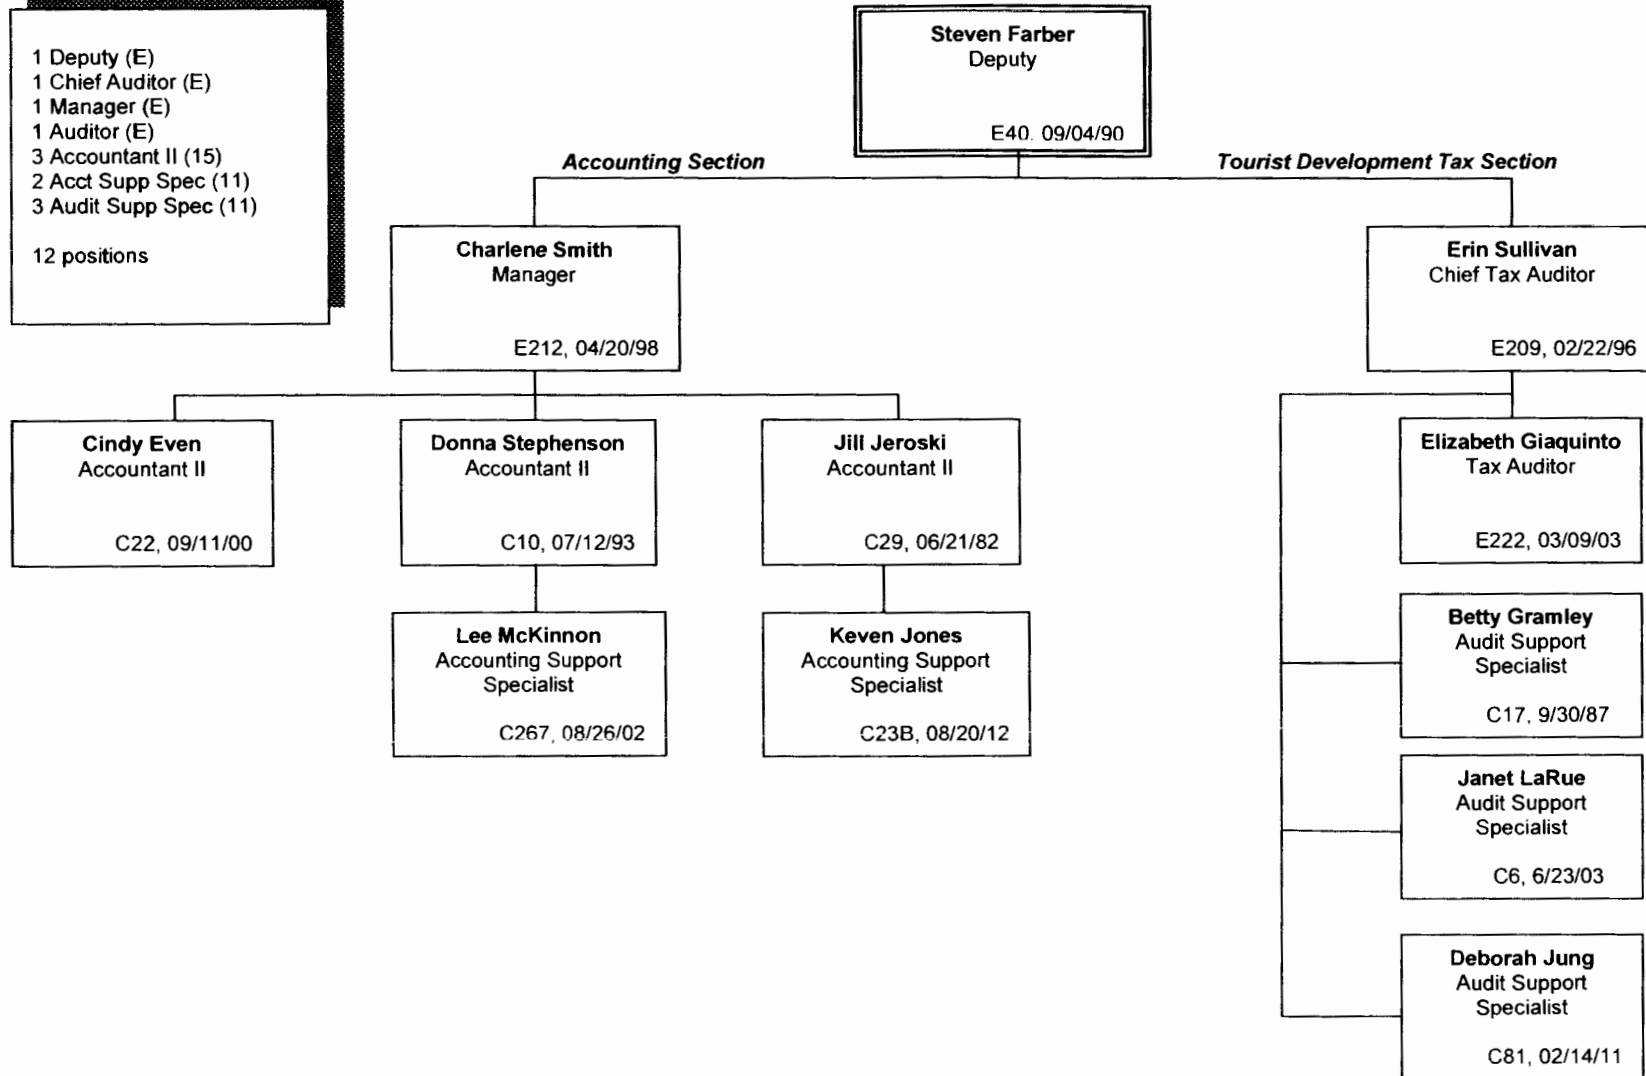 1 Deputy (E)
1 Chief Auditor (E)
1 Manager (E)
1 Auditor (E)
3 Accountant II (15)
2 Acct Supp Spec (11)
3 Audit Supp Spec (11)
12 positions
Steven Farber
Deputy
E40. 09/04/90
Accounting Section
Tourist Development Tax Section
Charlene Smith
Manager
E212, 04/20/98
Erin Sullivan
Chief Tax Auditor
E209, 02/22/96
Cindy Even
Accountant II
C22, 09/11/00
Donna Stephenson
Accountant II
C10, 07/12/93
Jill Jeroski
Accountant II
C29, 06/21/82
Elizabeth Giaquinto
Tax Auditor
E222, 03/09/03
Lee McKinnon
Accounting Support
Specialist
C267, 08/26/02
Keven Jones
Accounting Support
Specialist
C23B, 08/20/12
Betty Gramley
Audit Support
Specialist
C17, 9/30/87
Janet LaRue
Audit Support
Specialist
C6, 6/23/03
Deborah Jung
Audit Support
Specialist
C81, 02/14/11